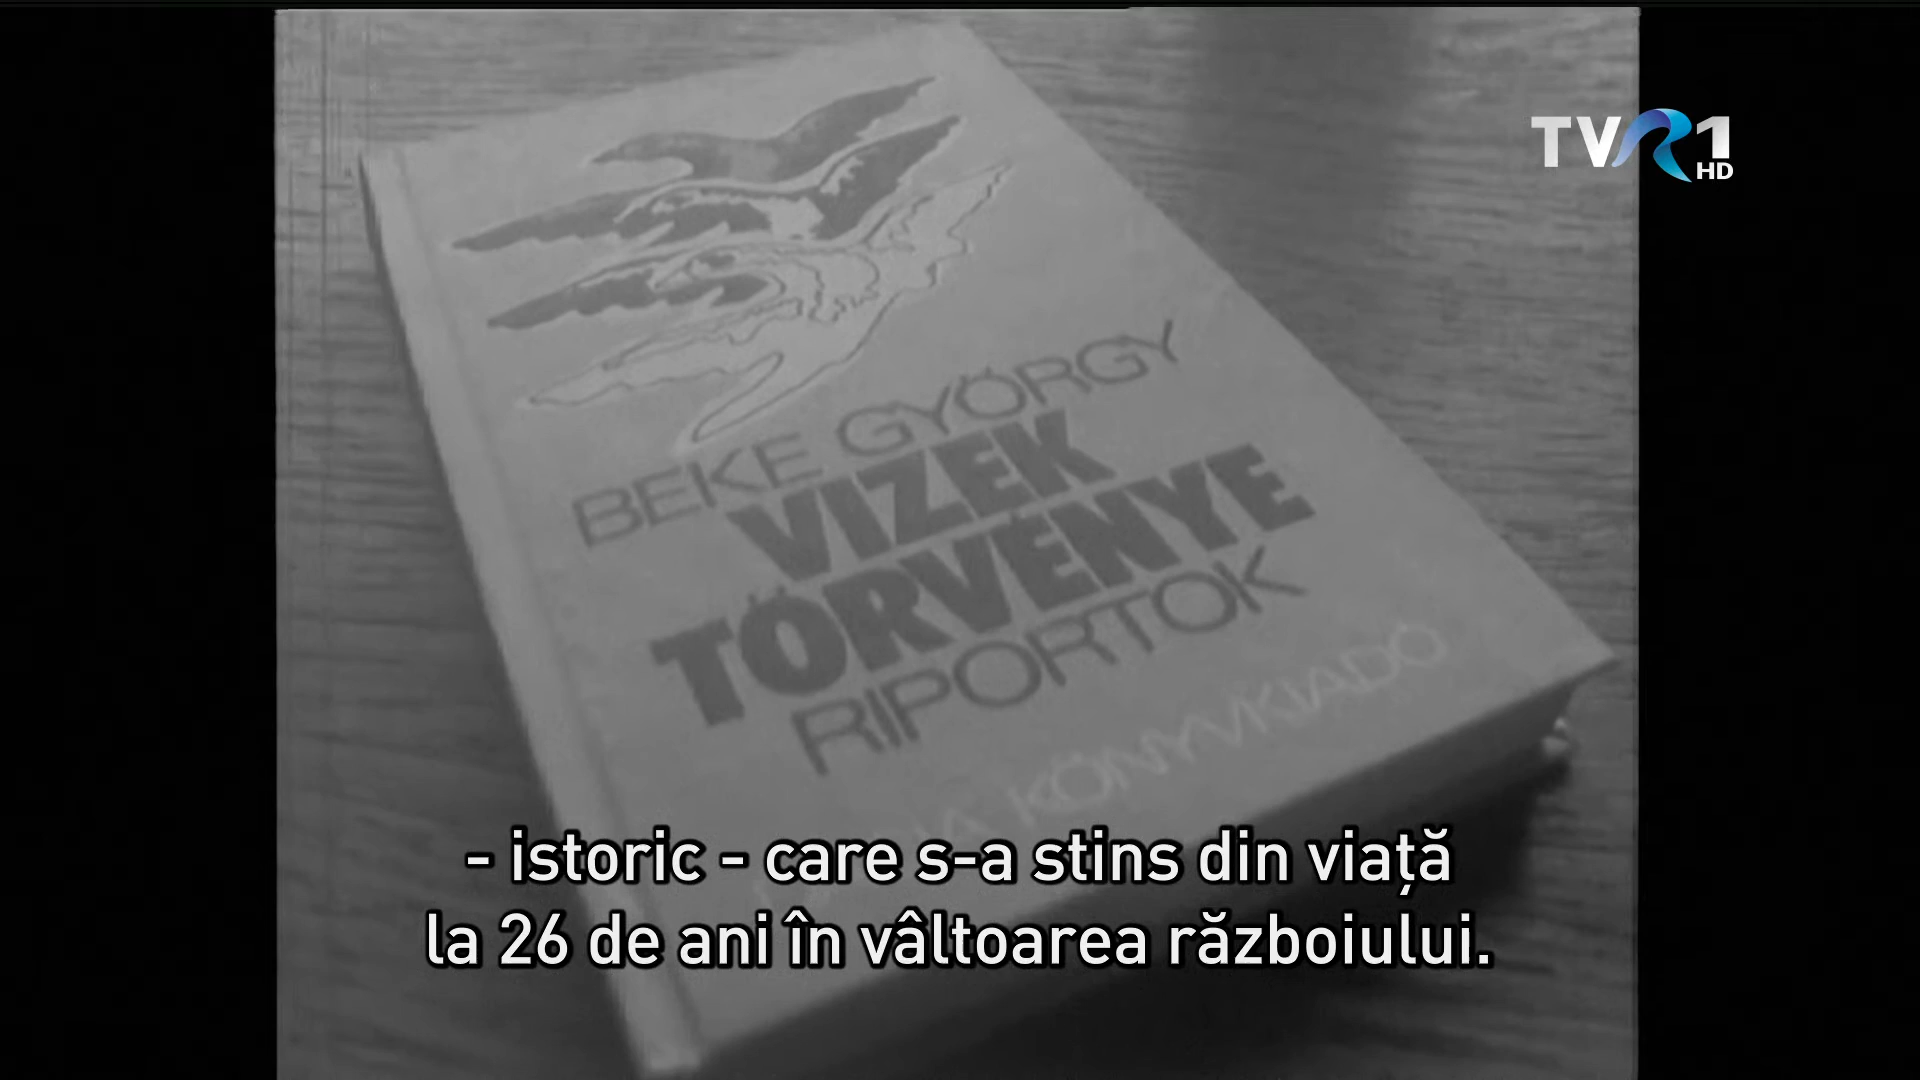 TVR1
HD
BEKE GYÖRGY
VIZEK
TÖRVÉNYE
RIPORTOK
KÖNYVKIADÓ
- istoric - care s-a stins din viață
la 26 de ani în vâltoarea războiului.